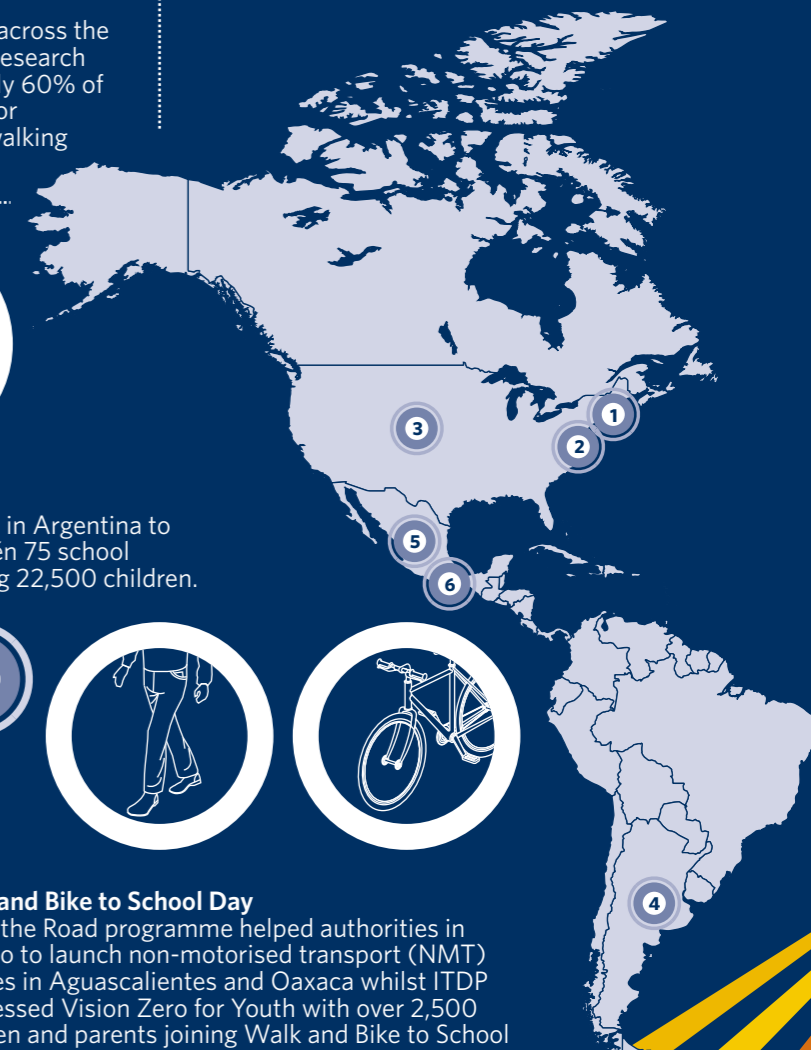 across the
esearch
ly 60% of
or
walking
1
2
3
in Argentina to
én 75 school
g 22,500 children.
5
6
4
and Bike to School Day
the Road programme helped authorities in
o to launch non-motorised transport (NMT)
es in Aguascalientes and Oaxaca whilst ITDP
essed Vision Zero for Youth with over 2,500
en and parents joining Walk and Bike to School